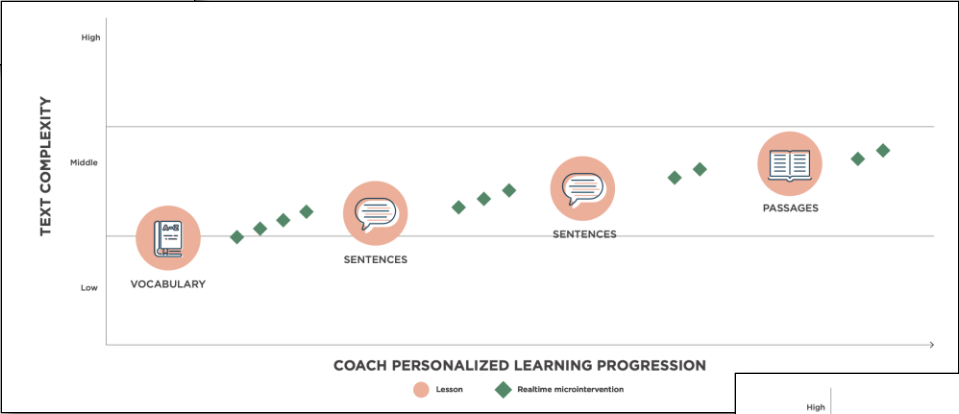 High
TEXT COMPLEXITY
Middle
Low
A-Z
VOCABULARY
SENTENCES
SENTENCES
PASSAGES
COACH PERSONALIZED LEARNING PROGRESSION
Lesson
Realtime microintervention
High